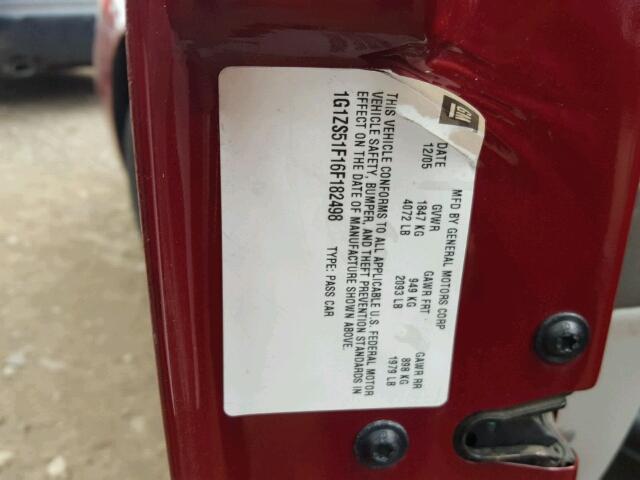 GM
MFD BY GENERAL MOTORS CORP
DATE GVWR GAWR FRT GAWR RR
12/05 1847 KG 949 KG 898 KG
4072 LB 2093 LB 1979 LB
THIS VEHICLE CONFORMS TO ALL APPLICABLE U.S. FEDERAL MOTOR
VEHICLE SAFETY, BUMPER, AND THEFT PREVENTION STANDARDS IN
EFFECT ON THE DATE OF MANUFACTURE SHOWN ABOVE.
1G1ZS51F16F182498 TYPE: PASS CAR